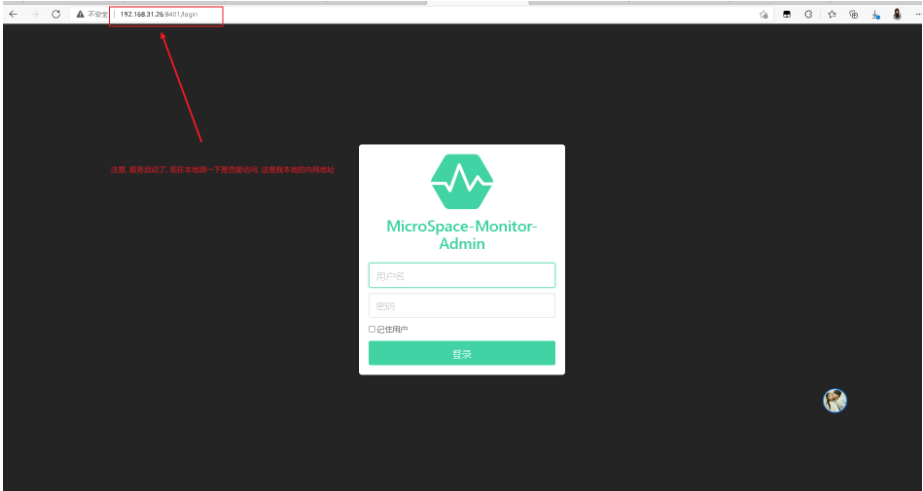 不安全 192.168.31.26:8401/login
注意, 服务启动了, 现在本地跑一下是否能访问, 这是我本地的内网地址
MicroSpace-Monitor-
Admin
用户名
密码
记住用户
登录